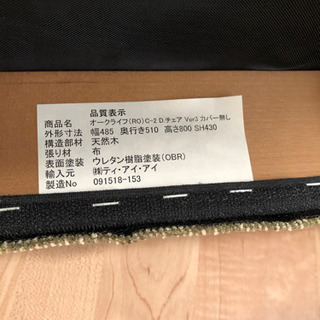 品質表示
商品名 オークライフ(RO)C-2 D.チェア Ver3 カバー無し
外形寸法 幅485 奥行き510 高さ800 SH430
構造部材 天然木
張り材 布
表面塗装 ウレタン樹脂塗装(OBR)
輸入元 ㈱ティ・アイ・アイ
製造No 091518-153